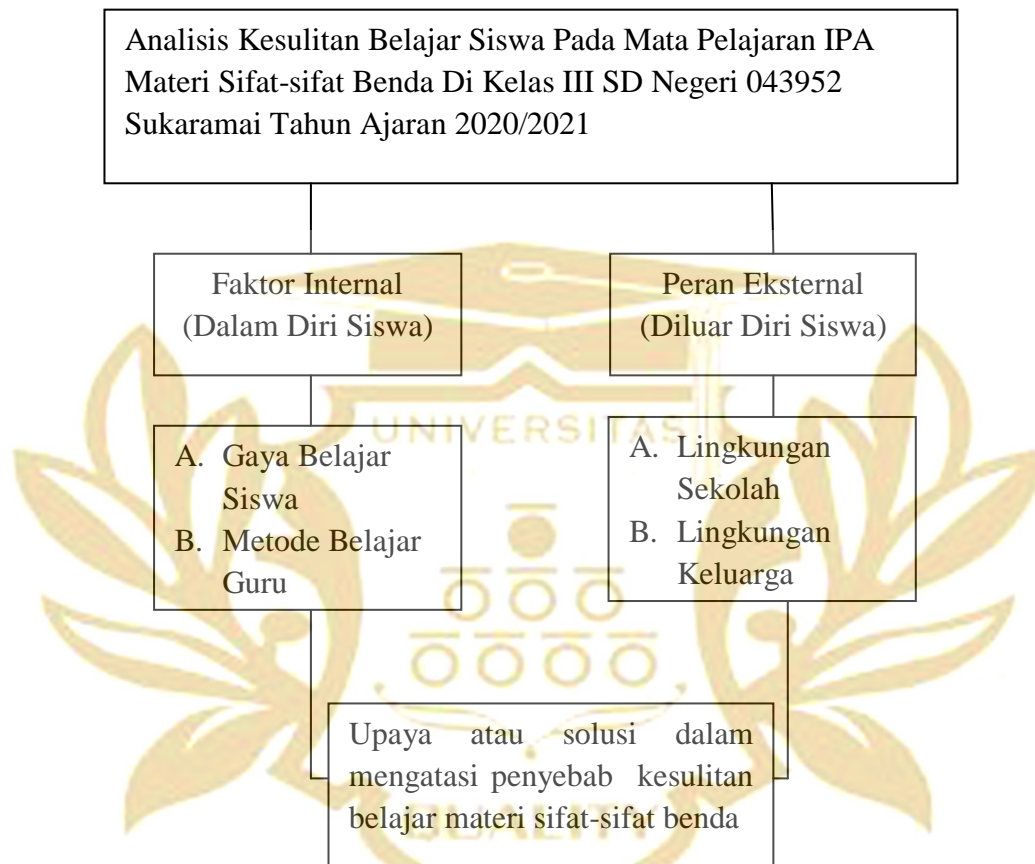 Analisis Kesulitan Belajar Siswa Pada Mata Pelajaran IPA
Materi Sifat-sifat Benda Di Kelas III SD Negeri 043952
Sukaramai Tahun Ajaran 2020/2021
Faktor Internal
(Dalam Diri Siswa)
Peran Eksternal
(Diluar Diri Siswa)
UNIVERSITAS
A. Gaya Belajar
Siswa
B. Metode Belajar
Guru
A. Lingkungan
Sekolah
B. Lingkungan
Keluarga
Upaya atau solusi dalam
mengatasi penyebab kesulitan
belajar materi sifat-sifat benda
QUALITY